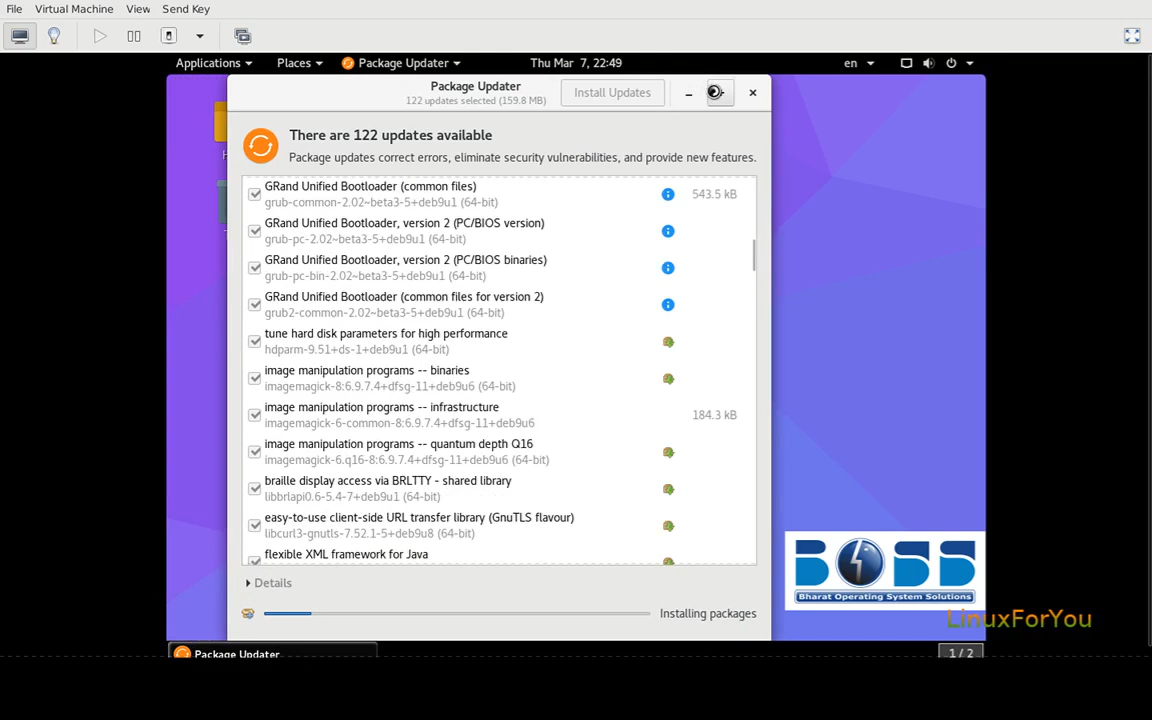 File Virtual Machine View Send Key
Applications Places Package Updater Thu Mar 7, 22:49 en
Package Updater
122 updates selected (159.8 MB)
Install Updates
There are 122 updates available
Package updates correct errors, eliminate security vulnerabilities, and provide new features.
GRand Unified Bootloader (common files)
grub-common-2.02~beta3-5+deb9u1 (64-bit)
543.5 kB
GRand Unified Bootloader, version 2 (PC/BIOS version)
grub-pc-2.02~beta3-5+deb9u1 (64-bit)
GRand Unified Bootloader, version 2 (PC/BIOS binaries)
grub-pc-bin-2.02~beta3-5+deb9u1 (64-bit)
GRand Unified Bootloader (common files for version 2)
grub2-common-2.02~beta3-5+deb9u1 (64-bit)
tune hard disk parameters for high performance
hdparm-9.51+ds-1+deb9u1 (64-bit)
image manipulation programs -- binaries
imagemagick-8:6.9.7.4+dfsg-11+deb9u6 (64-bit)
image manipulation programs -- infrastructure
imagemagick-6-common-8:6.9.7.4+dfsg-11+deb9u6
184.3 kB
image manipulation programs -- quantum depth Q16
imagemagick-6.q16-8:6.9.7.4+dfsg-11+deb9u6 (64-bit)
braille display access via BRLTTY - shared library
libbrlapi0.6-5.4-7+deb9u1 (64-bit)
easy-to-use client-side URL transfer library (GnuTLS flavour)
libcurl3-gnutls-7.52.1-5+deb9u8 (64-bit)
flexible XML framework for Java
Details
Installing packages
BOSS
Bharat Operating System Solutions
LinuxForYou
Package Updater
1 / 2